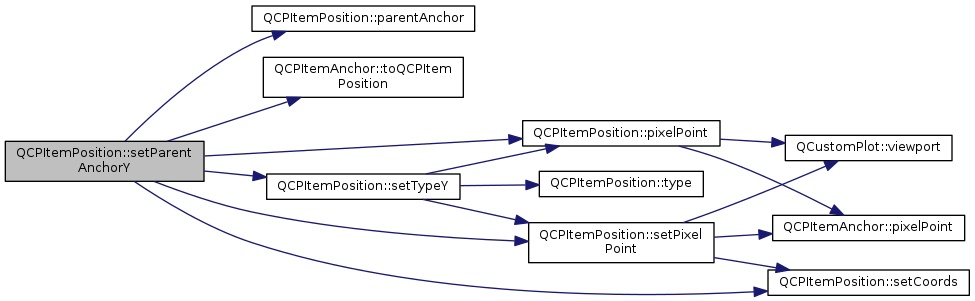 QCPItemPosition::parentAnchor
QCPItemAnchor::toQCPItem
Position
QCPItemPosition::setParent
AnchorY
QCPItemPosition::pixelPoint
QCustomPlot::viewport
QCPItemPosition::setTypeY
QCPItemPosition::type
QCPItemPosition::setPixel
Point
QCPItemAnchor::pixelPoint
QCPItemPosition::setCoords